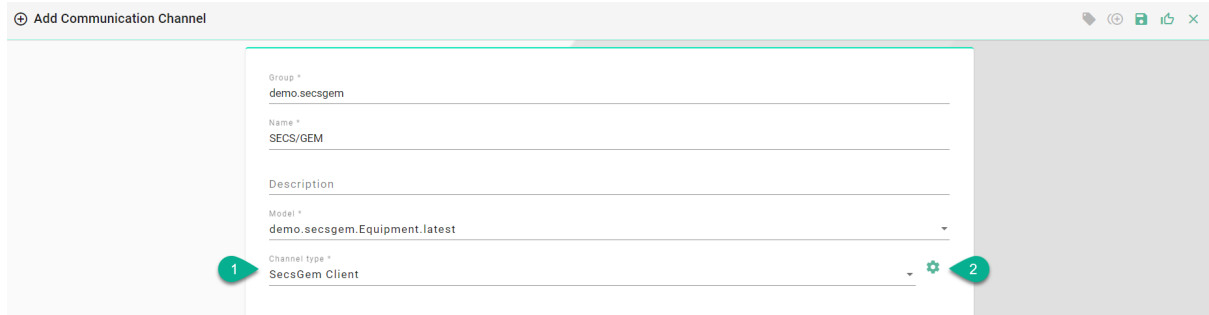 Add Communication Channel
Group *
demo.secsgem
Name *
SECS/GEM
Description
Model *
demo.secsgem.Equipment.latest
Channel type *
1
SecsGem Client
2